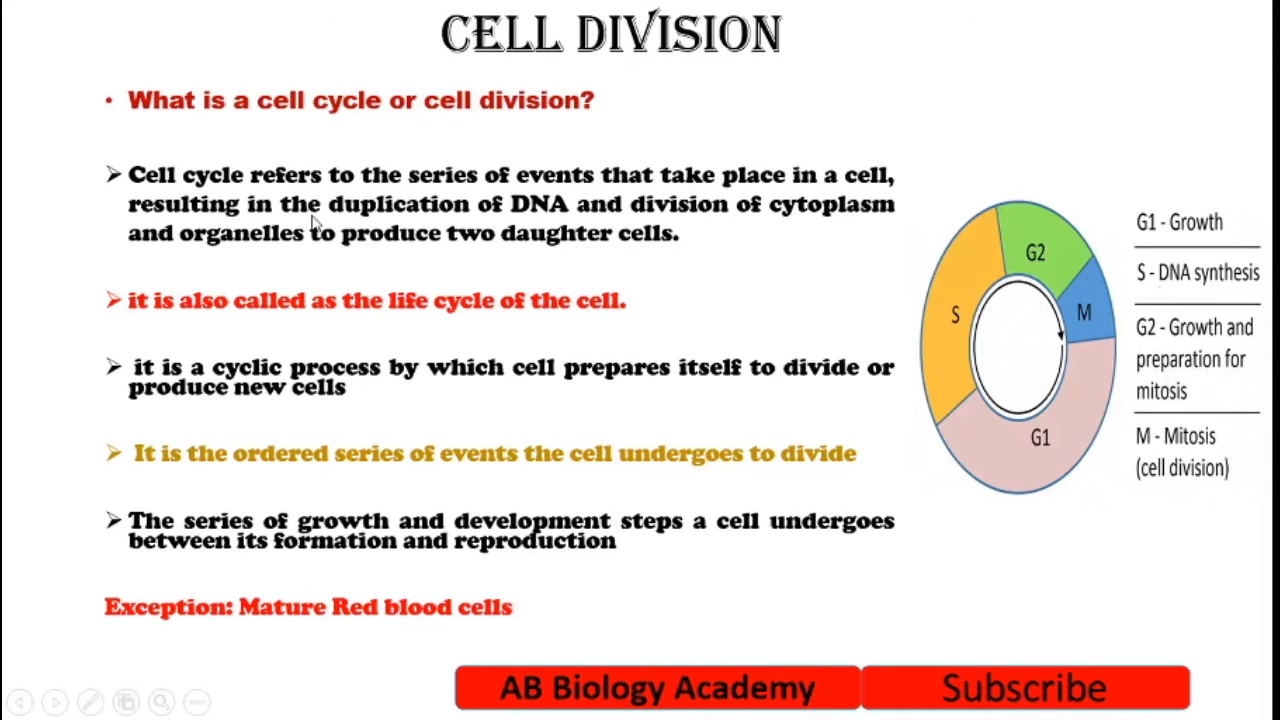 CELL DIVISION
• What is a cell cycle or cell division?
➢ Cell cycle refers to the series of events that take place in a cell,
resulting in the duplication of DNA and division of cytoplasm
and organelles to produce two daughter cells.
➢ it is also called as the life cycle of the cell.
➢ it is a cyclic process by which cell prepares itself to divide or
produce new cells
➢ It is the ordered series of events the cell undergoes to divide
➢ The series of growth and development steps a cell undergoes
between its formation and reproduction
Exception: Mature Red blood cells
G2
S
M
G1
G1 - Growth
S - DNA synthesis
G2 - Growth and
preparation for
mitosis
M - Mitosis
(cell division)
AB Biology Academy
Subscribe